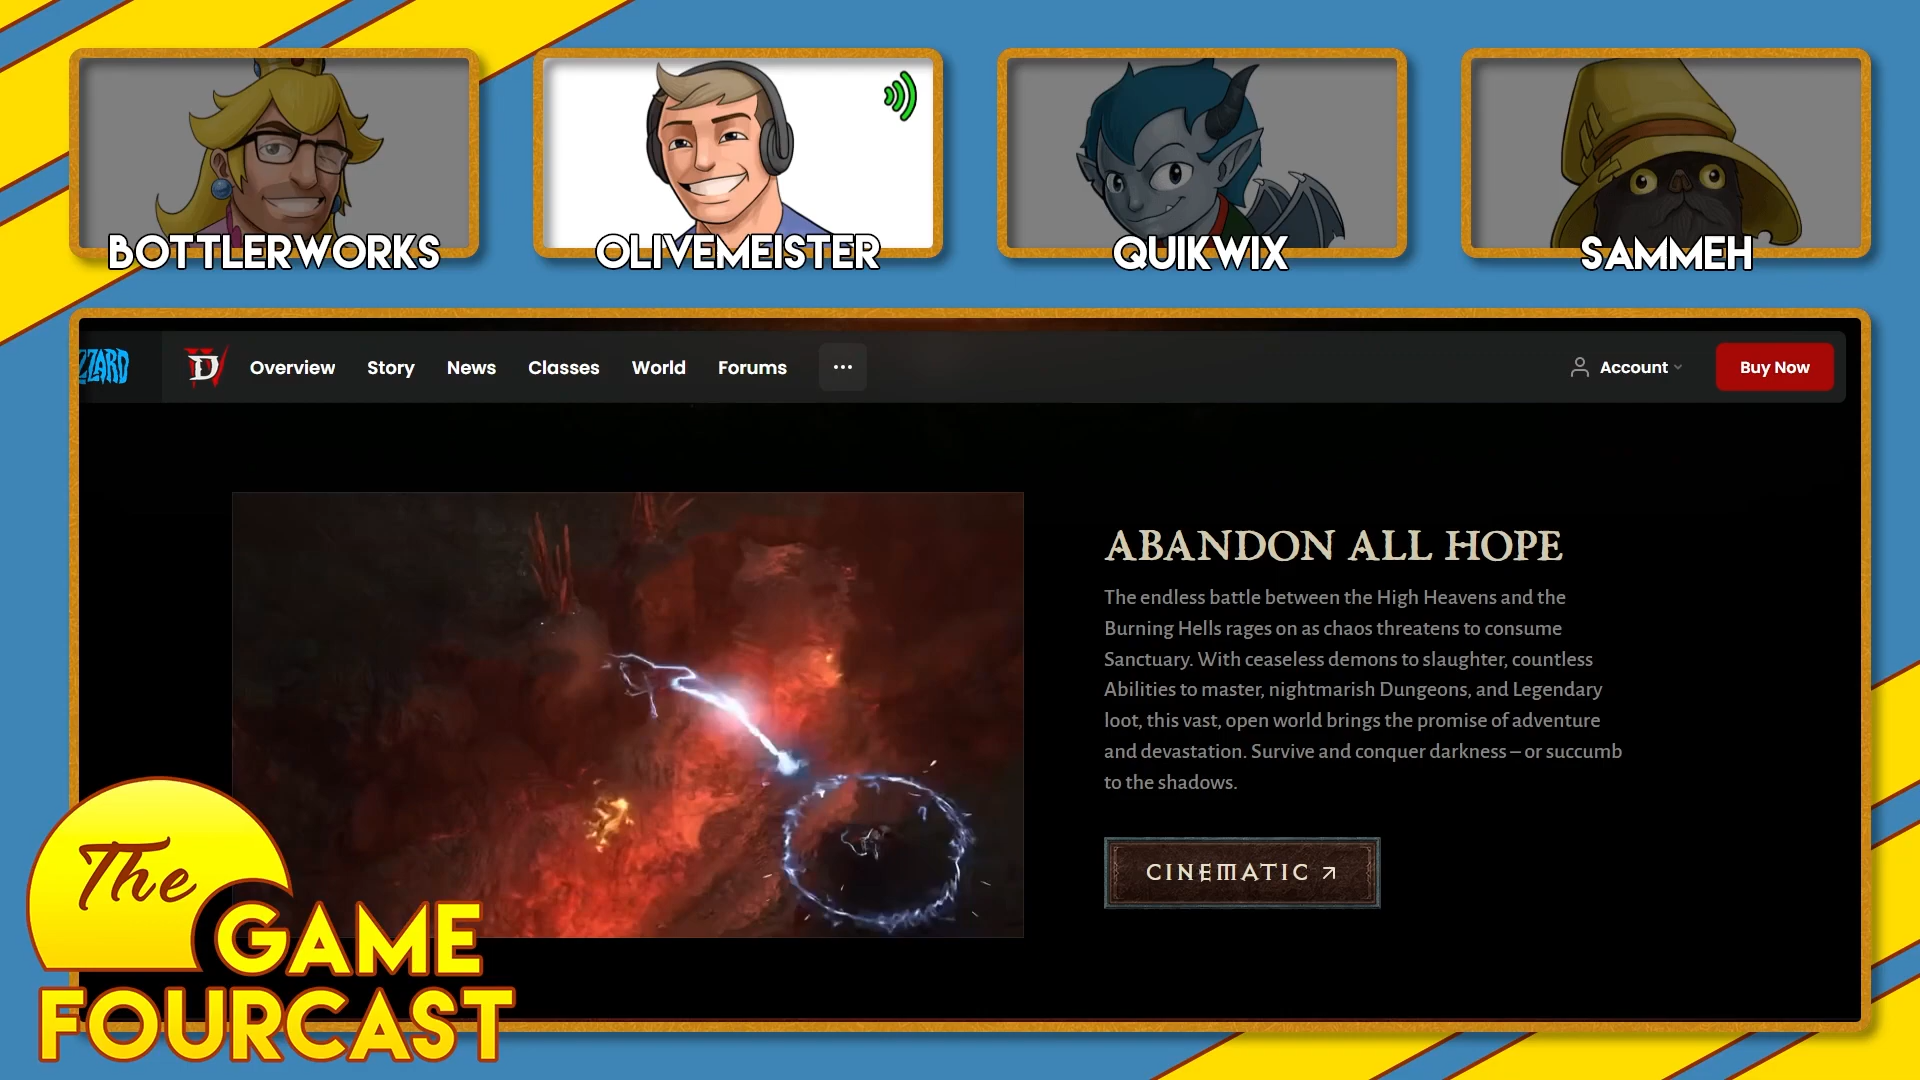 BOTTLERWORKS
OLIVEMEISTER
QUIKWIX
SAMMEH
ZZARD
D
Overview
Story
News
Classes
World
Forums
Account
Buy Now
ABANDON ALL HOPE
The endless battle between the High Heavens and the
Burning Hells rages on as chaos threatens to consume
Sanctuary. With ceaseless demons to slaughter, countless
Abilities to master, nightmarish Dungeons, and Legendary
loot, this vast, open world brings the promise of adventure
and devastation. Survive and conquer darkness – or succumb
to the shadows.
CINEMATIC
The
GAME
FOURCAST